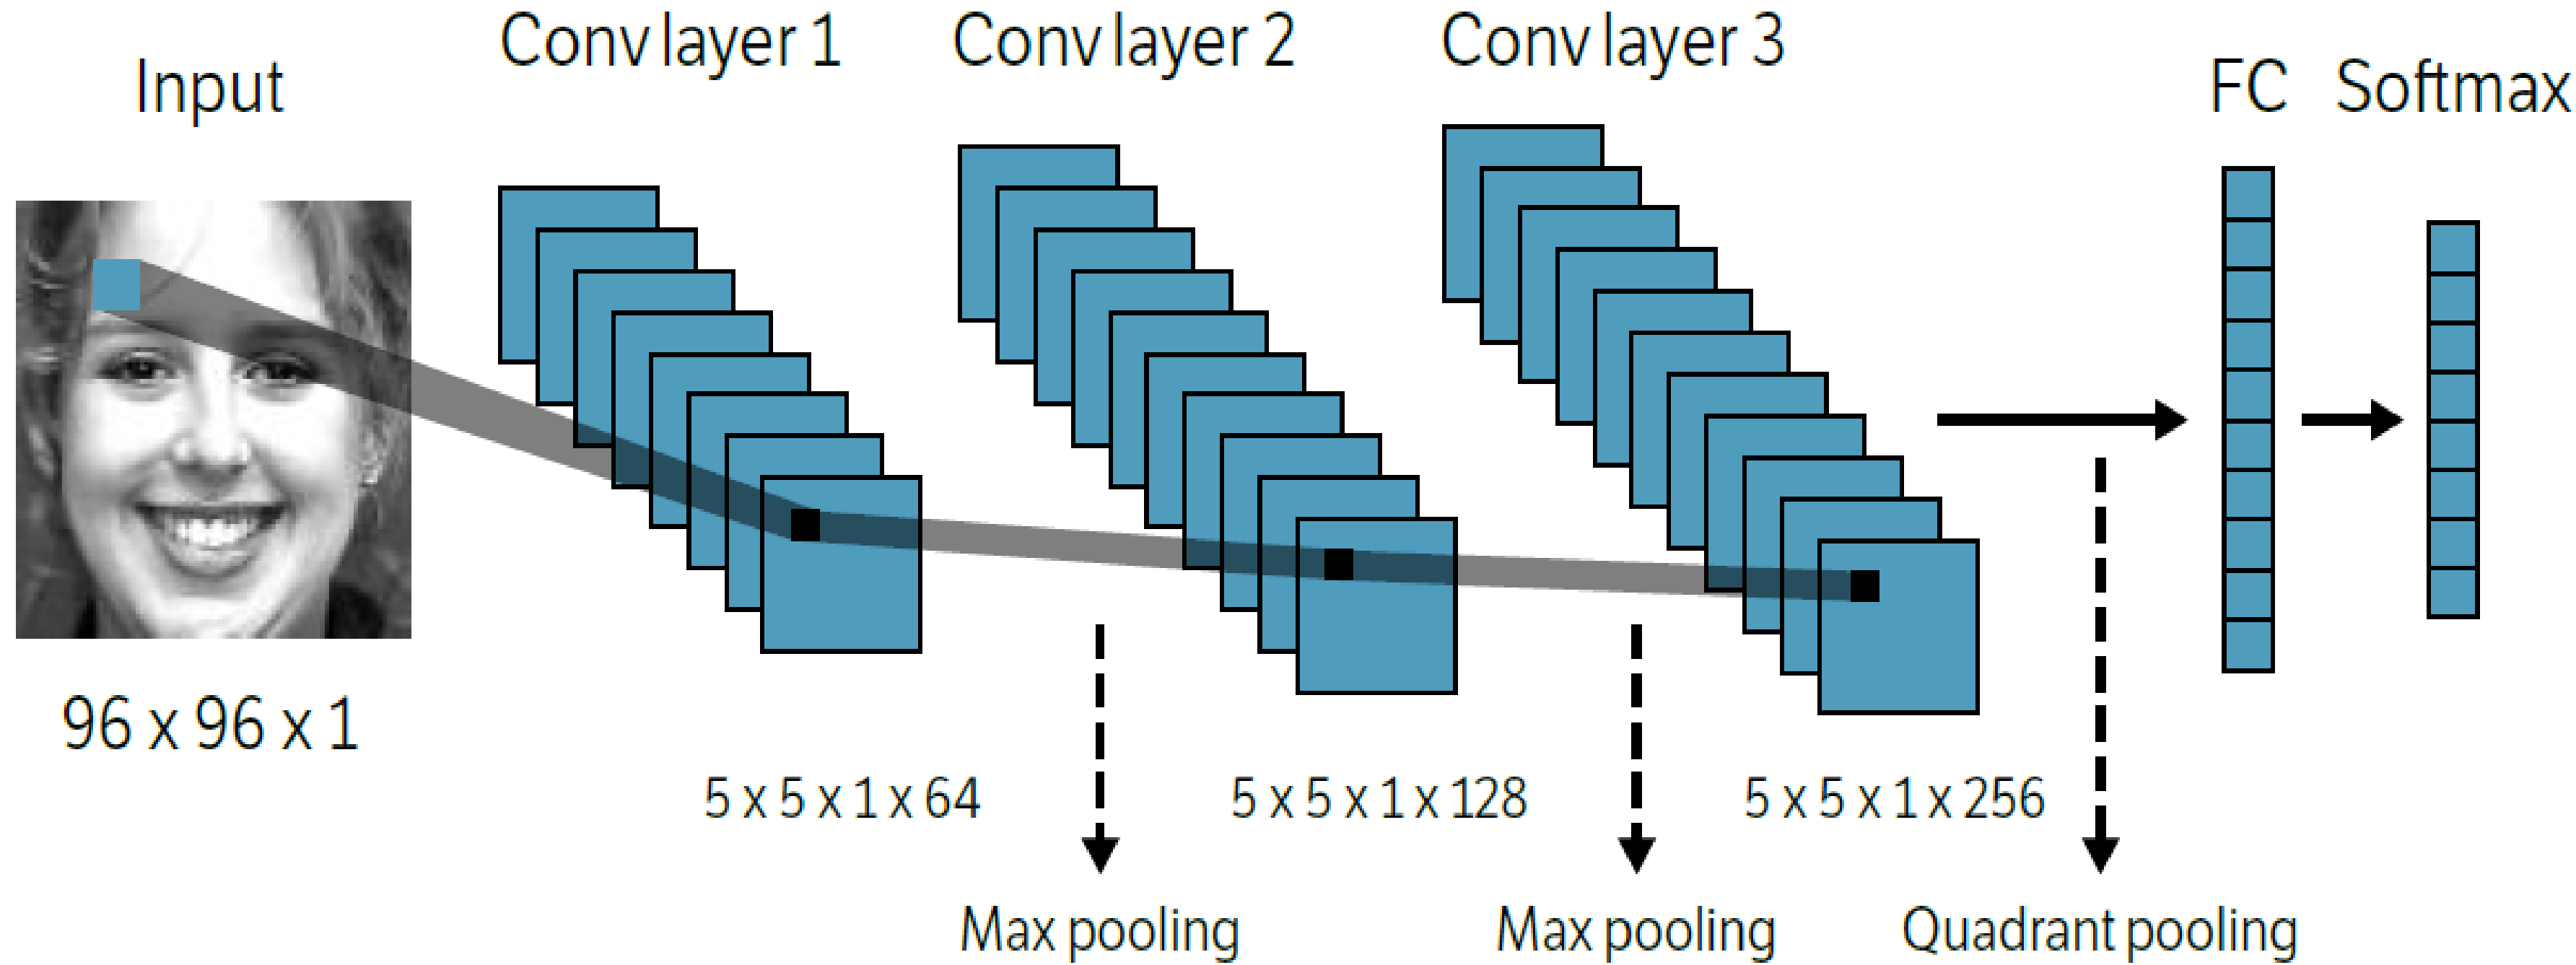 Input
Conv layer 1
Conv layer 2
Conv layer 3
FC
Softmax
96 x 96 x 1
5 x 5 x 1 x 64
5 x 5 x 1 x 128
5 x 5 x 1 x 256
Max pooling
Max pooling
Quadrant pooling